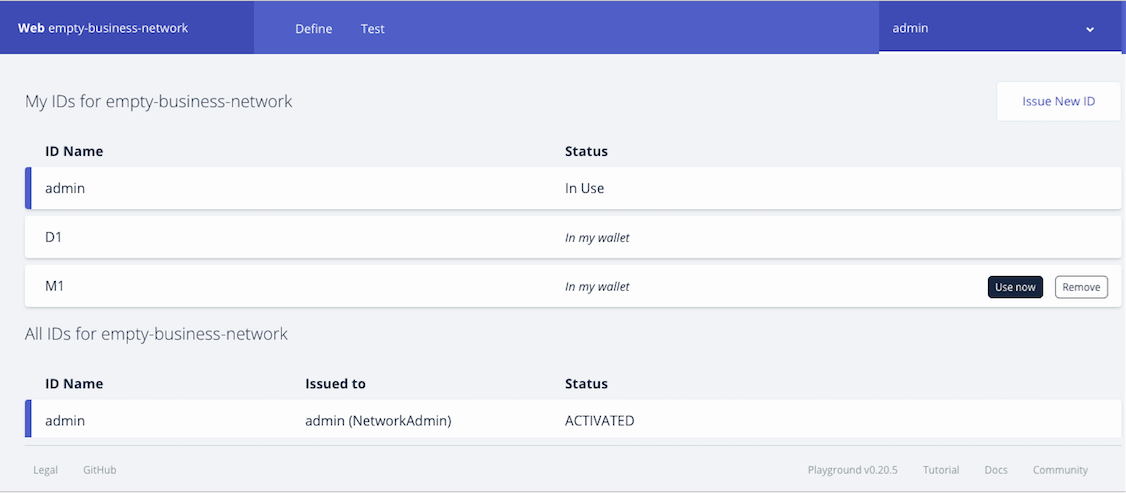 Web empty-business-network Define Test admin
My IDs for empty-business-network Issue New ID
ID Name Status
admin In Use
D1 In my wallet
M1 In my wallet Use now Remove
All IDs for empty-business-network
ID Name Issued to Status
admin admin (NetworkAdmin) ACTIVATED
Legal GitHub Playground v0.20.5 Tutorial Docs Community